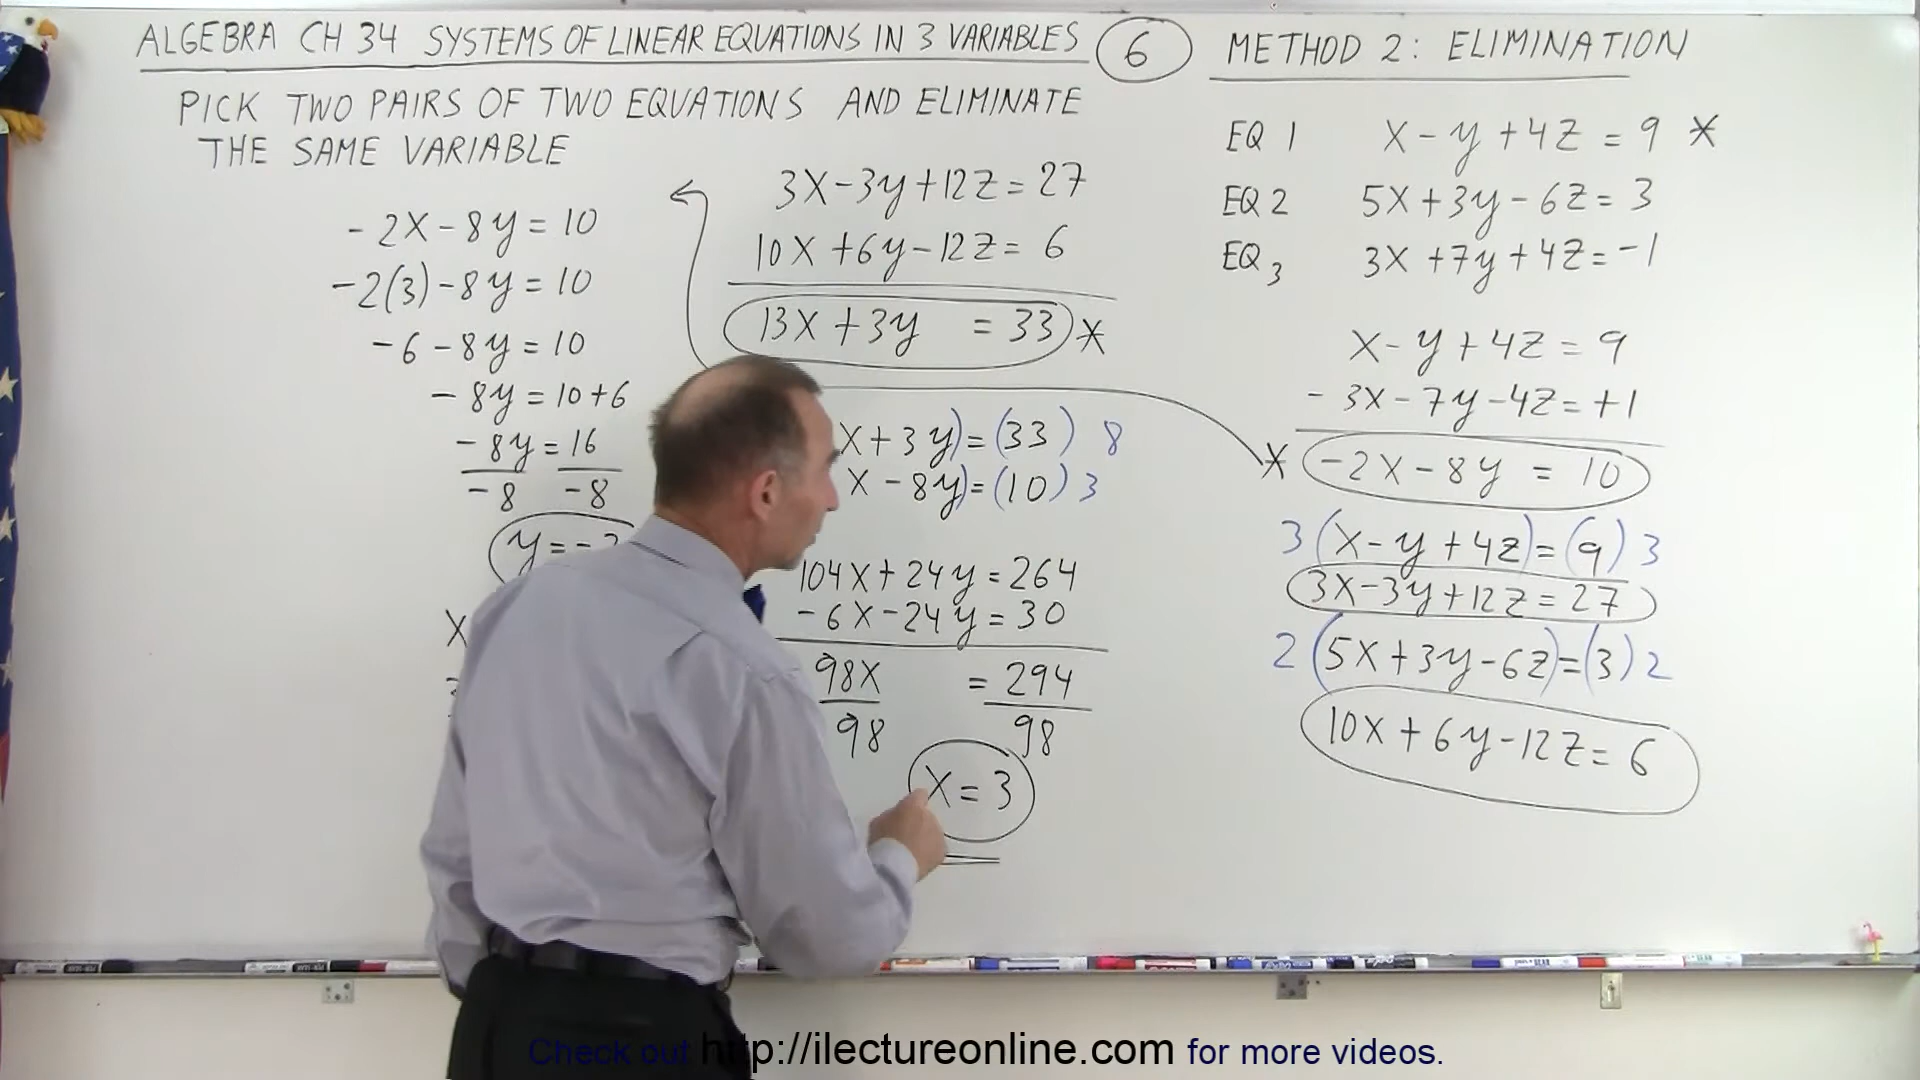 ALGEBRA CH 34 SYSTEMS OF LINEAR EQUATIONS IN 3 VARIABLES 6 METHOD 2: ELIMINATION
PICK TWO PAIRS OF TWO EQUATIONS AND ELIMINATE
THE SAME VARIABLE
-2X-8y=10
-2(3)-8y=10
-6-8y=10
-8y=10+6
-8y=16
-8 -8
y=-
X
3X-3y+12Z=27
10X+6y-12Z=6
13X+3y =33 *
X+3y)=(33) 8
X-8y)=(10) 3
104X+24y=264
-6X-24y=30
98X =294
98 98
X=3
EQ 1 X-y+4Z=9 *
EQ 2 5X+3y-6Z=3
EQ 3 3X+7y+4Z=-1
X-y+4Z=9
-3X-7y-4Z=+1
* -2X-8y=10
3(X-y+4Z)=(9)3
3X-3y+12Z=27
2(5X+3y-6Z)=(3)2
10X+6y-12Z=6
Check out http://ilectureonline.com for more videos.